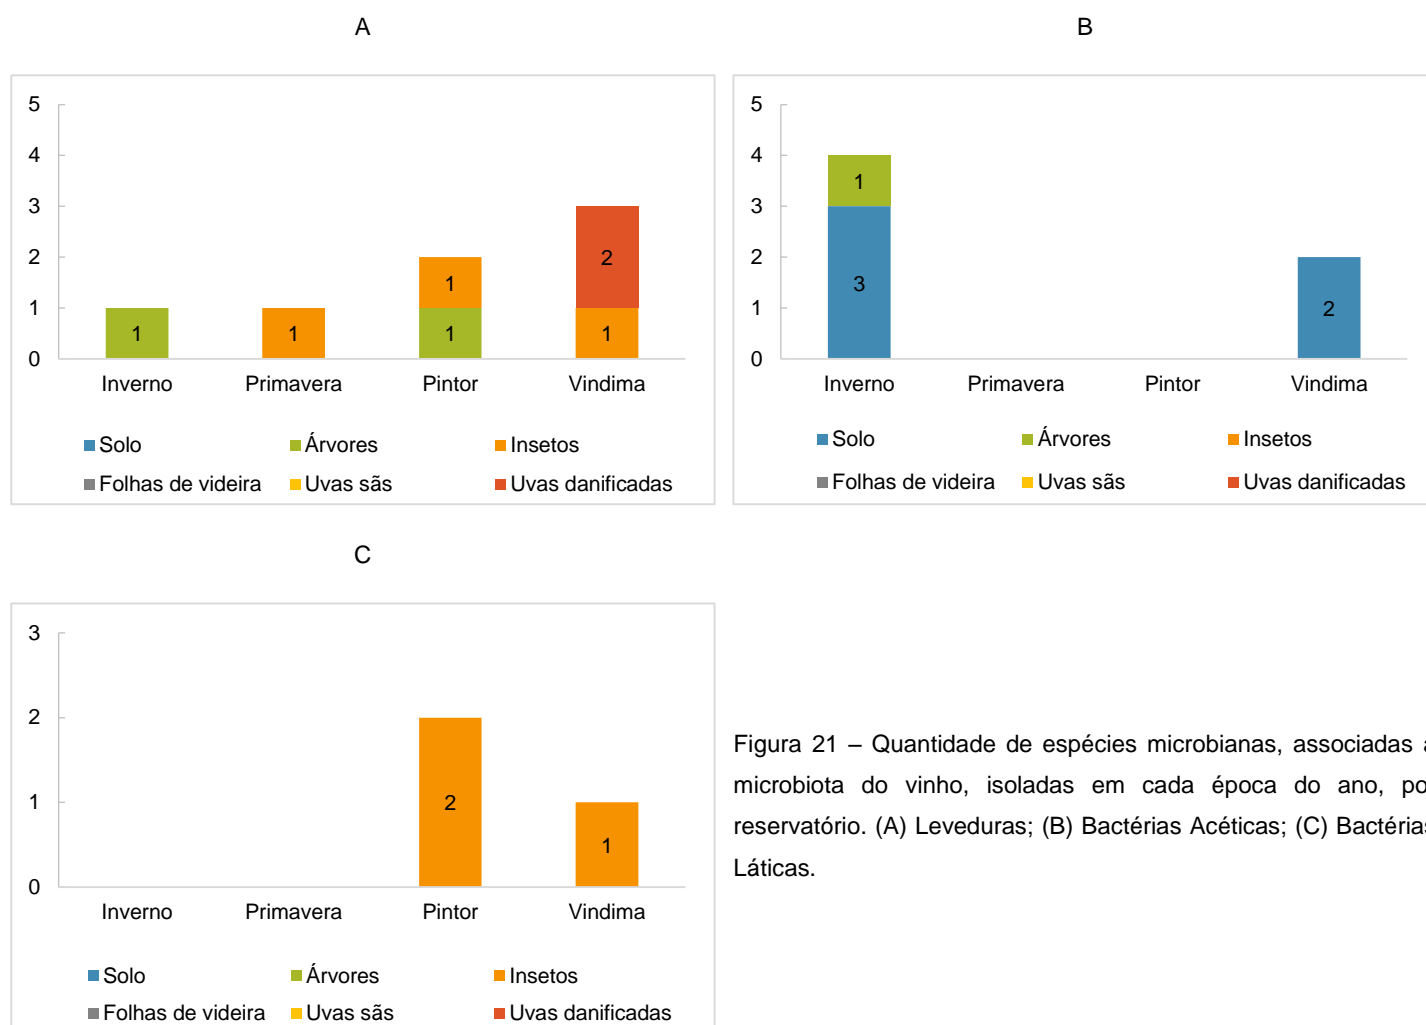 A
5
4
3
2
1
0
1
1
1
1
2
1
Inverno Primavera Pintor Vindima
Solo Árvores Insetos
Folhas de videira Uvas sãs Uvas danificadas
B
5
4
3
2
1
0
1
3
2
Inverno Primavera Pintor Vindima
Solo Árvores Insetos
Folhas de videira Uvas sãs Uvas danificadas
C
3
2
1
0
2
1
Inverno Primavera Pintor Vindima
Solo Árvores Insetos
Folhas de videira Uvas sãs Uvas danificadas
Figura 21 – Quantidade de espécies microbianas, associadas
microbiota do vinho, isoladas em cada época do ano, po
reservatório. (A) Leveduras; (B) Bactérias Acéticas; (C) Bactérias
Láticas.